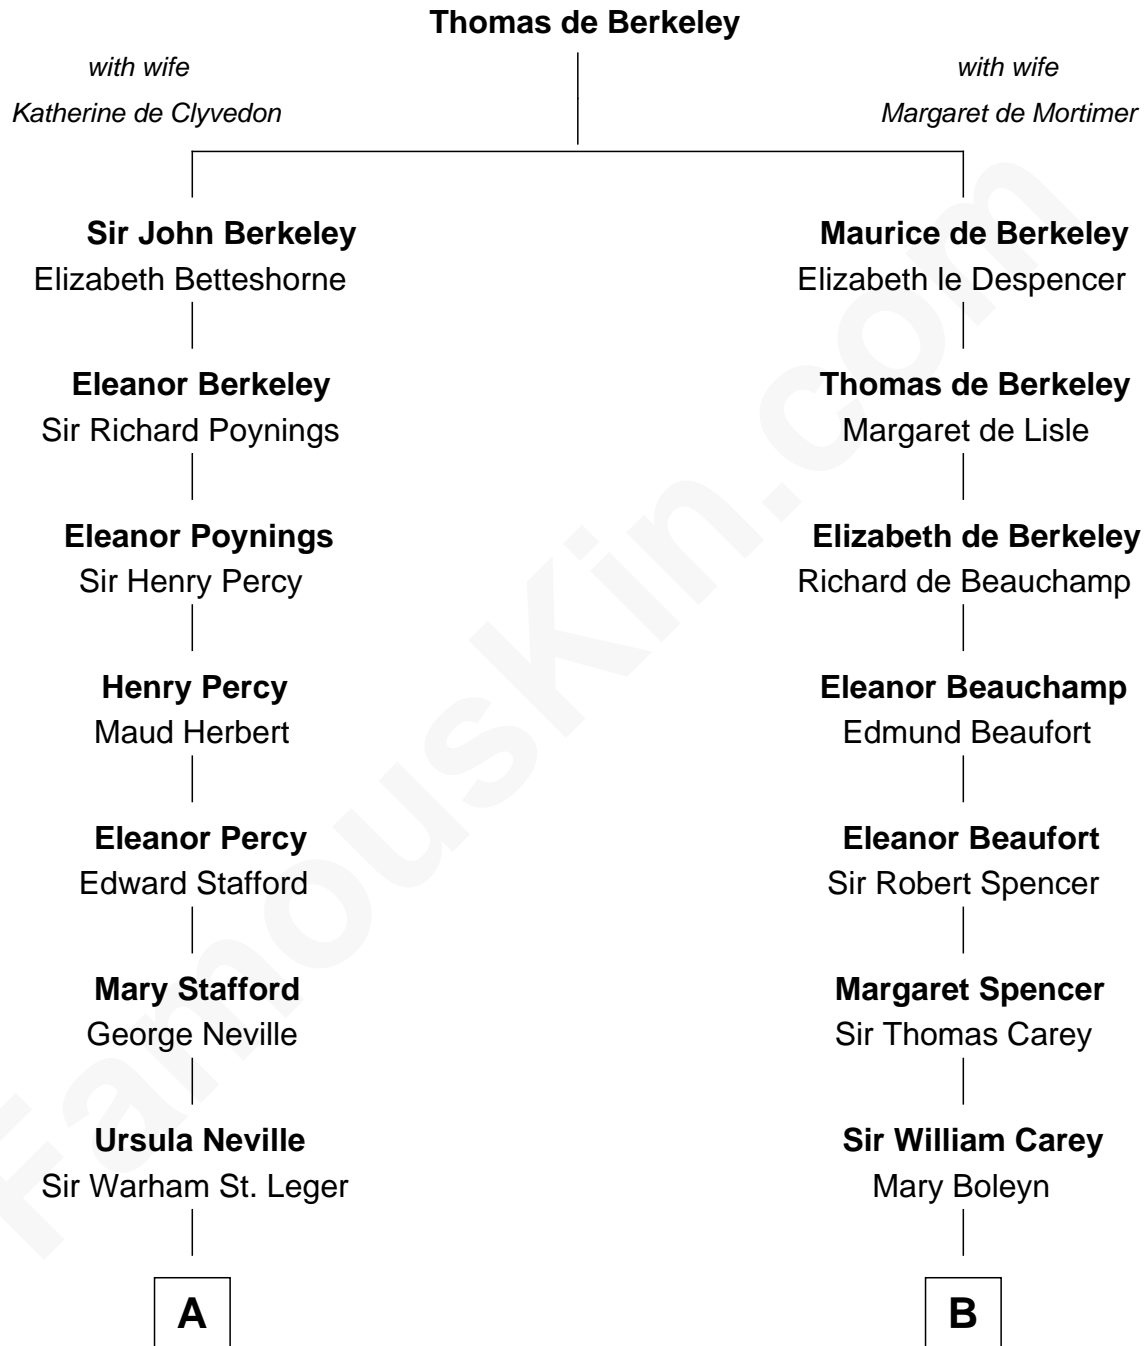 Thomas de Berkeley
with wife
Katherine de Clyvedon
with wife
Margaret de Mortimer
Sir John Berkeley
Elizabeth Betteshorne
Maurice de Berkeley
Elizabeth le Despencer
Eleanor Berkeley
Sir Richard Poynings
Thomas de Berkeley
Margaret de Lisle
Eleanor Poynings
Sir Henry Percy
Elizabeth de Berkeley
Richard de Beauchamp
Henry Percy
Maud Herbert
Eleanor Beauchamp
Edmund Beaufort
Eleanor Percy
Edward Stafford
Eleanor Beaufort
Sir Robert Spencer
Mary Stafford
George Neville
Margaret Spencer
Sir Thomas Carey
Ursula Neville
Sir Warham St. Leger
Sir William Carey
Mary Boleyn
A
B
FamousKin.com